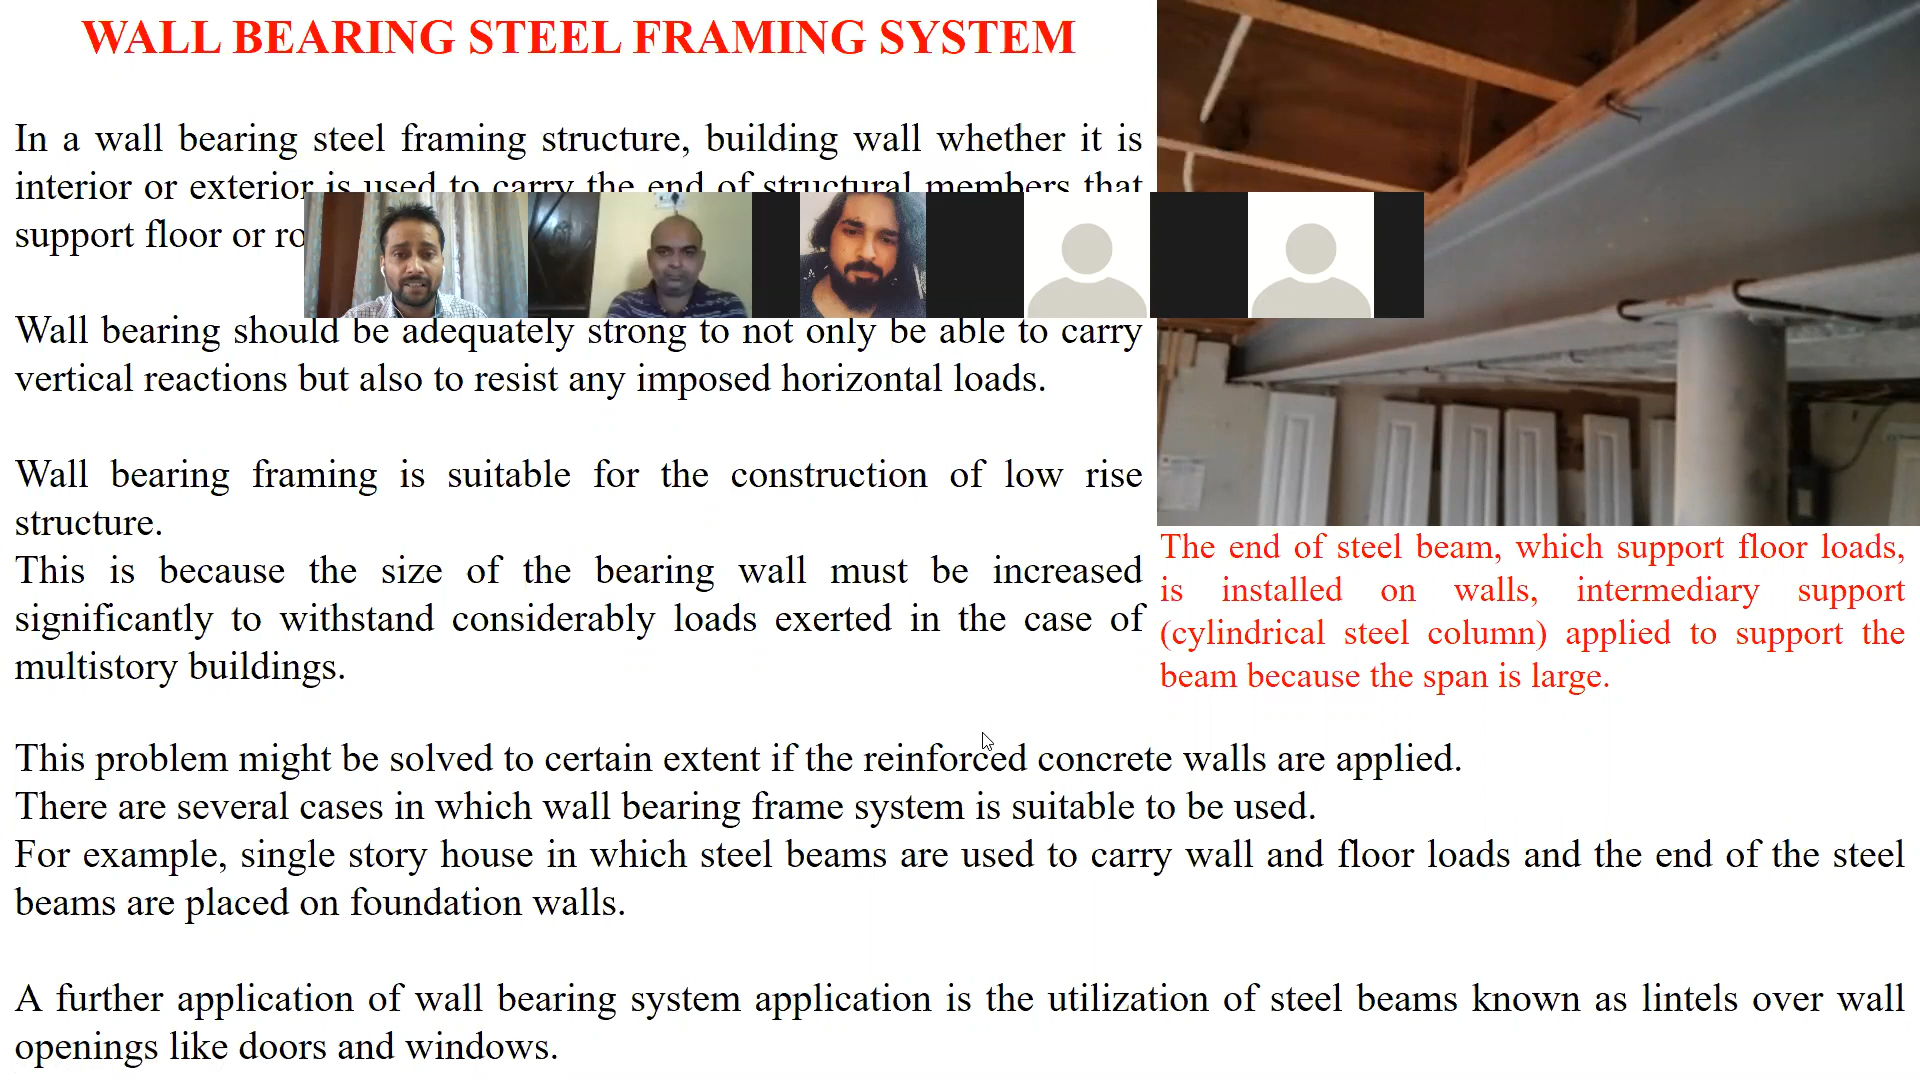 WALL BEARING STEEL FRAMING SYSTEM
In a wall bearing steel framing structure, building wall whether it is
interior or exterior is used to carry the end of structural members that
support floor or
Wall bearing should be adequately strong to not only be able to carry
vertical reactions but also to resist any imposed horizontal loads.
Wall bearing framing is suitable for the construction of low rise
structure.
This is because the size of the bearing wall must be increased
significantly to withstand considerably loads exerted in the case of
multistory buildings.
The end of steel beam, which support floor loads,
is installed on walls, intermediary support
(cylindrical steel column) applied to support the
beam because the span is large.
This problem might be solved to certain extent if the reinforced concrete walls are applied.
There are several cases in which wall bearing frame system is suitable to be used.
For example, single story house in which steel beams are used to carry wall and floor loads and the end of the steel
beams are placed on foundation walls.
A further application of wall bearing system application is the utilization of steel beams known as lintels over wall
openings like doors and windows.